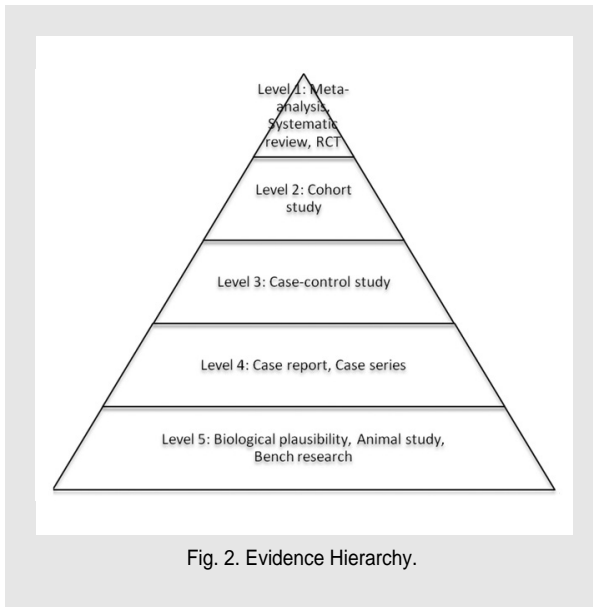 Level 1: Meta-
analysis,
Systematic
review, RCT
Level 2: Cohort
study
Level 3: Case-control study
Level 4: Case report, Case series
Level 5: Biological plausibility, Animal study,
Bench research
Fig. 2. Evidence Hierarchy.